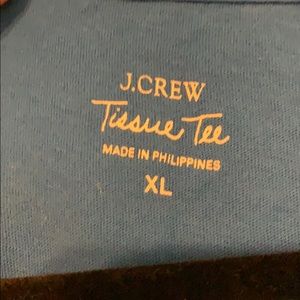 J.CREW
Tissue Tee
MADE IN PHILIPPINES
XL